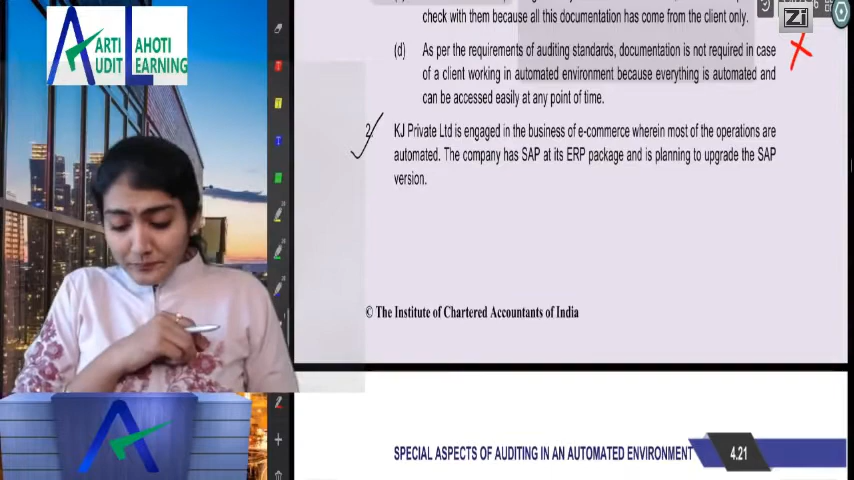 ARTI LAHOTI
AUDIT LEARNING
Zi
check with them because all this documentation has come from the client only.
(d) As per the requirements of auditing standards, documentation is not required in case
of a client working in automated environment because everything is automated and
can be accessed easily at any point of time.
2. KJ Private Ltd is engaged in the business of e-commerce wherein most of the operations are
automated. The company has SAP at its ERP package and is planning to upgrade the SAP
version.
© The Institute of Chartered Accountants of India
SPECIAL ASPECTS OF AUDITING IN AN AUTOMATED ENVIRONMENT 4.21